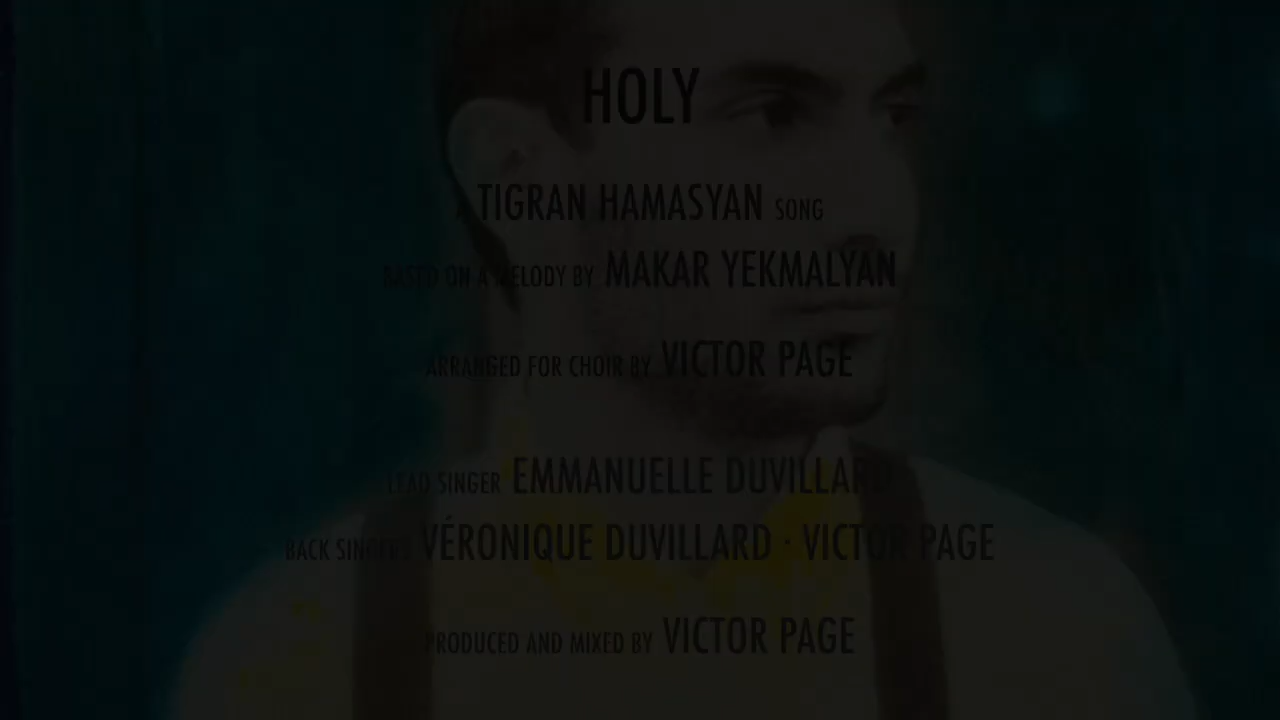 HOLY
A TIGRAN HAMASYAN SONG
BASED ON A MELODY BY MAKAR YEKMALYAN
ARRANGED FOR CHOIR BY VICTOR PAGE
LEAD SINGER EMMANUELLE DUVILLARD
BACK SINGERS VÉRONIQUE DUVILLARD · VICTOR PAGE
PRODUCED AND MIXED BY VICTOR PAGE